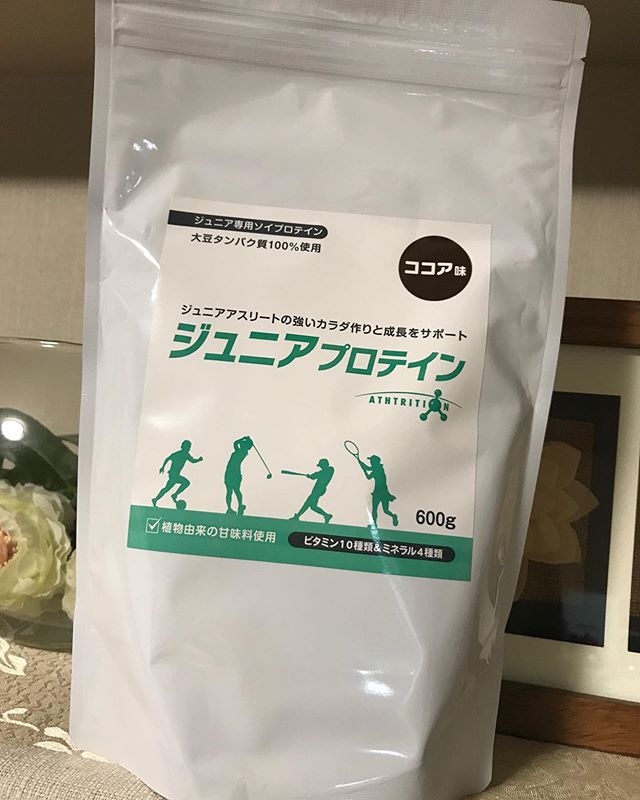 ジュニア専用ソイプロテイン
大豆タンパク質100%使用
ココア味
ジュニアアスリートの強いカラダ作りと成長をサポート
ジュニアプロテイン
ATHTRITION
600g
植物由来の甘味料使用
ビタミン10種類&ミネラル4種類